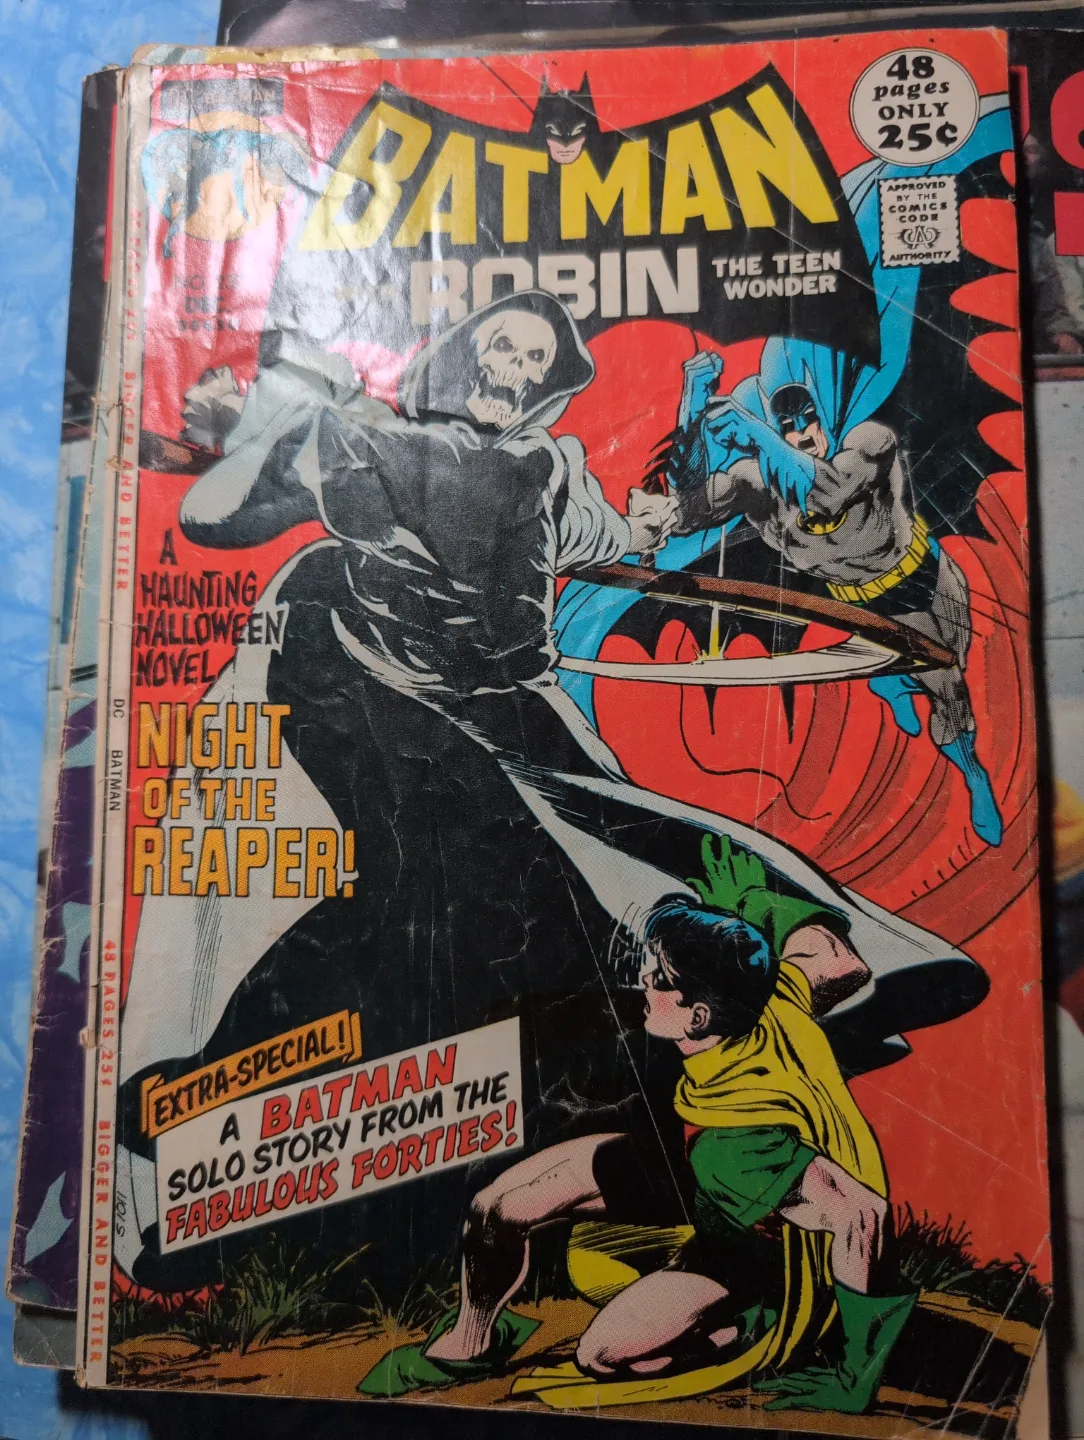 BATMAN
ROBIN THE TEEN WONDER
48
pages
ONLY
25¢
APPROVED
BY THE
COMICS
CODE
AUTHORITY
A
HAUNTING
HALLOWEEN
NOVEL
NIGHT
OF THE
REAPER!
EXTRA-SPECIAL!
A BATMAN
SOLO STORY FROM THE
FABULOUS FORTIES!
BIGGER AND BETTER
DC
BATMAN
48 PAGES 25¢
BIGGER AND BETTER